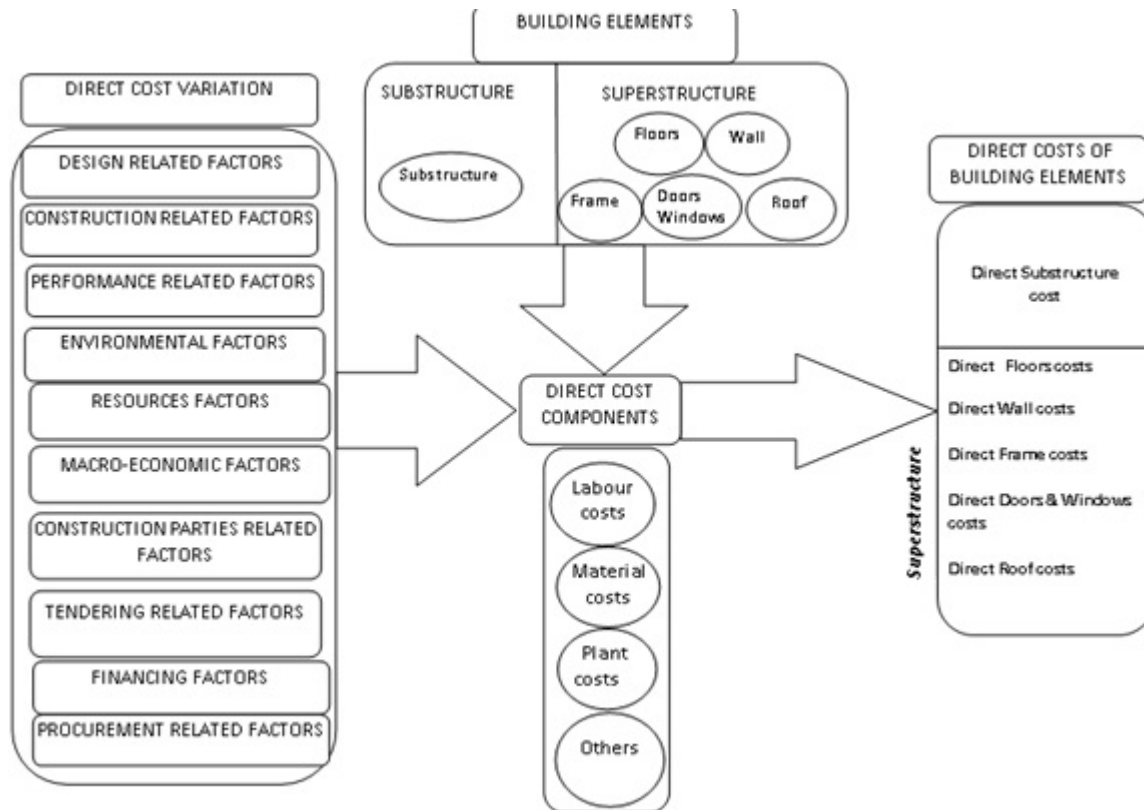 BUILDING ELEMENTS
DIRECT COST VARIATION
DESIGN RELATED FACTORS
CONSTRUCTION RELATED FACTORS
PERFORMANCE RELATED FACTORS
ENVIRONMENTAL FACTORS
RESOURCES FACTORS
MACRO-ECONOMIC FACTORS
CONSTRUCTION PARTIES RELATED
FACTORS
TENDERING RELATED FACTORS
FINANCING FACTORS
PROCUREMENT RELATED FACTORS
SUBSTRUCTURE
Substructure
SUPERSTRUCTURE
Floors
Wall
Frame
Doors
Windows
Roof
DIRECT COST
COMPONENTS
Labour
costs
Material
costs
Plant
costs
Others
DIRECT COSTS OF
BUILDING ELEMENTS
Direct Substructure
cost
Superstructure
Direct Floors costs
Direct Wall costs
Direct Frame costs
Direct Doors & Windows
costs
Direct Roof costs